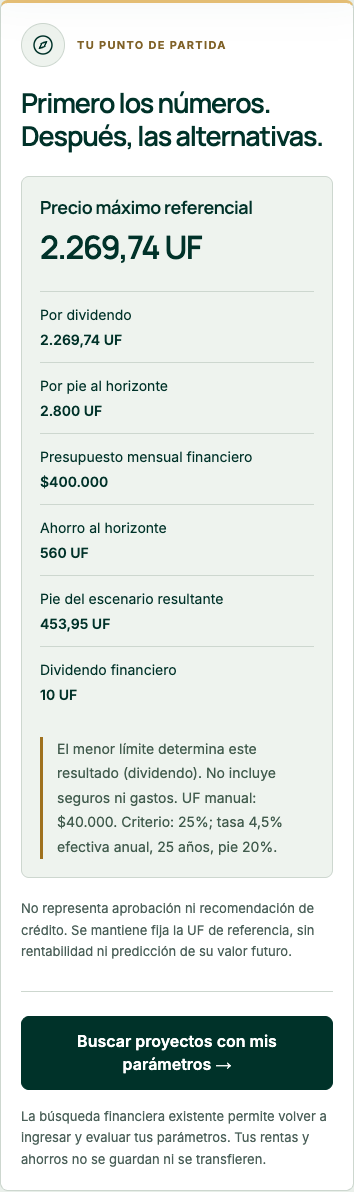 TU PUNTO DE PARTIDA
Primero los números.
Después, las alternativas.
Precio máximo referencial
2.269,74 UF
Por dividendo
2.269,74 UF
Por pie al horizonte
2.800 UF
Presupuesto mensual financiero
$400.000
Ahorro al horizonte
560 UF
Pie del escenario resultante
453,95 UF
Dividendo financiero
10 UF
El menor límite determina este
resultado (dividendo). No incluye
seguros ni gastos. UF manual:
$40.000. Criterio: 25%; tasa 4,5%
efectiva anual, 25 años, pie 20%.
No representa aprobación ni recomendación de
crédito. Se mantiene fija la UF de referencia, sin
rentabilidad ni predicción de su valor futuro.
Buscar proyectos con mis
parámetros →
La búsqueda financiera existente permite volver a
ingresar y evaluar tus parámetros. Tus rentas y
ahorros no se guardan ni se transfieren.